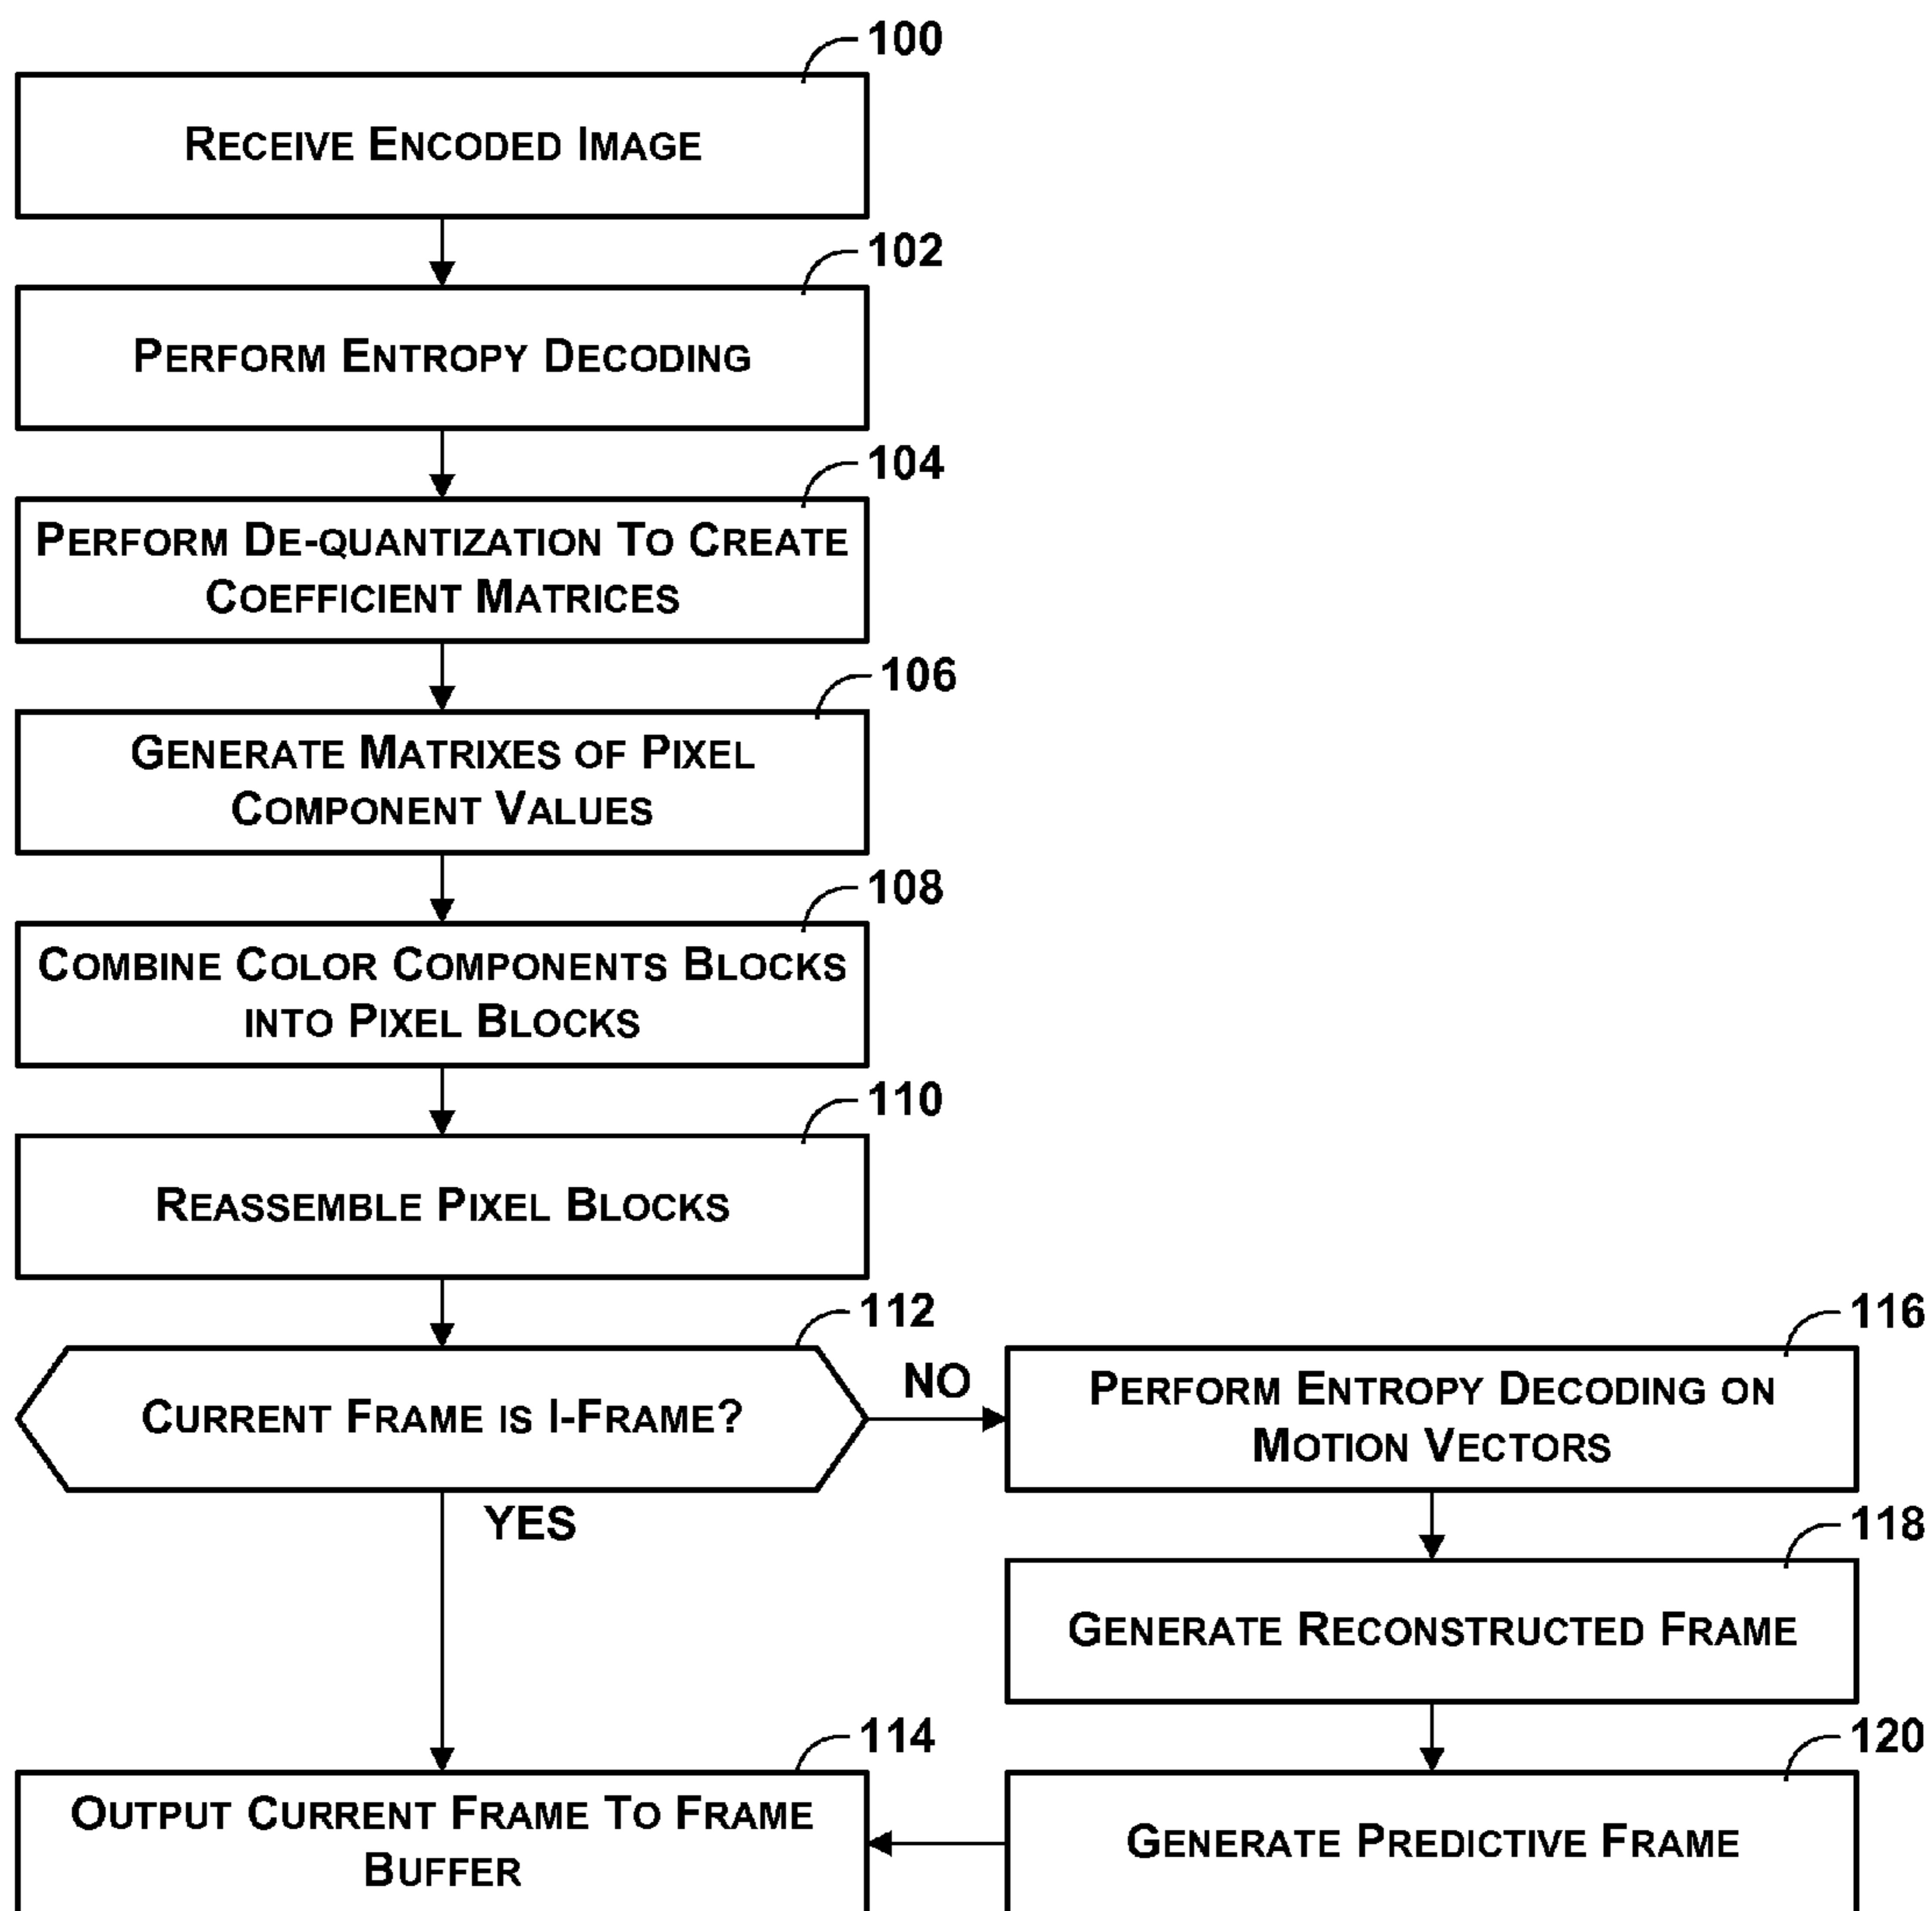 100
RECEIVE ENCODED IMAGE
102
PERFORM ENTROPY DECODING
104
PERFORM DE-QUANTIZATION TO CREATE
COEFFICIENT MATRICES
106
GENERATE MATRIXES OF PIXEL
COMPONENT VALUES
108
COMBINE COLOR COMPONENTS BLOCKS
INTO PIXEL BLOCKS
110
REASSEMBLE PIXEL BLOCKS
112
CURRENT FRAME IS I-FRAME?
NO
YES
116
PERFORM ENTROPY DECODING ON
MOTION VECTORS
118
GENERATE RECONSTRUCTED FRAME
114
OUTPUT CURRENT FRAME TO FRAME
BUFFER
120
GENERATE PREDICTIVE FRAME